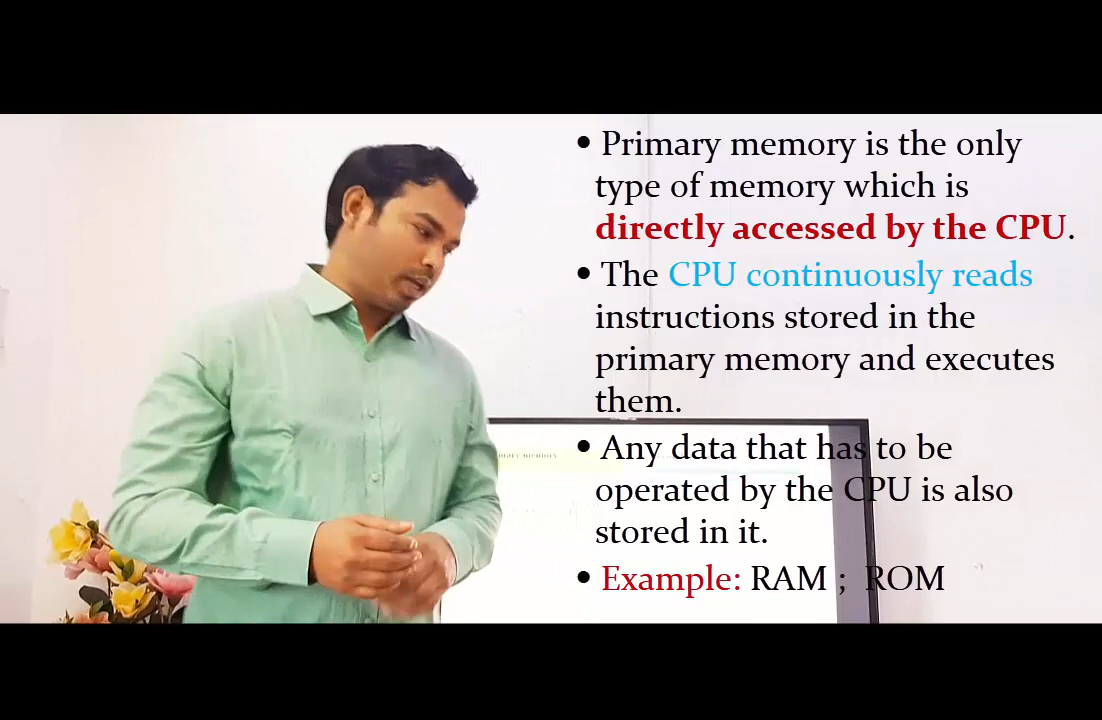 • Primary memory is the only
type of memory which is
directly accessed by the CPU.
• The CPU continuously reads
instructions stored in the
primary memory and executes
them.
• Any data that has to be
operated by the CPU is also
stored in it.
• Example: RAM ; ROM